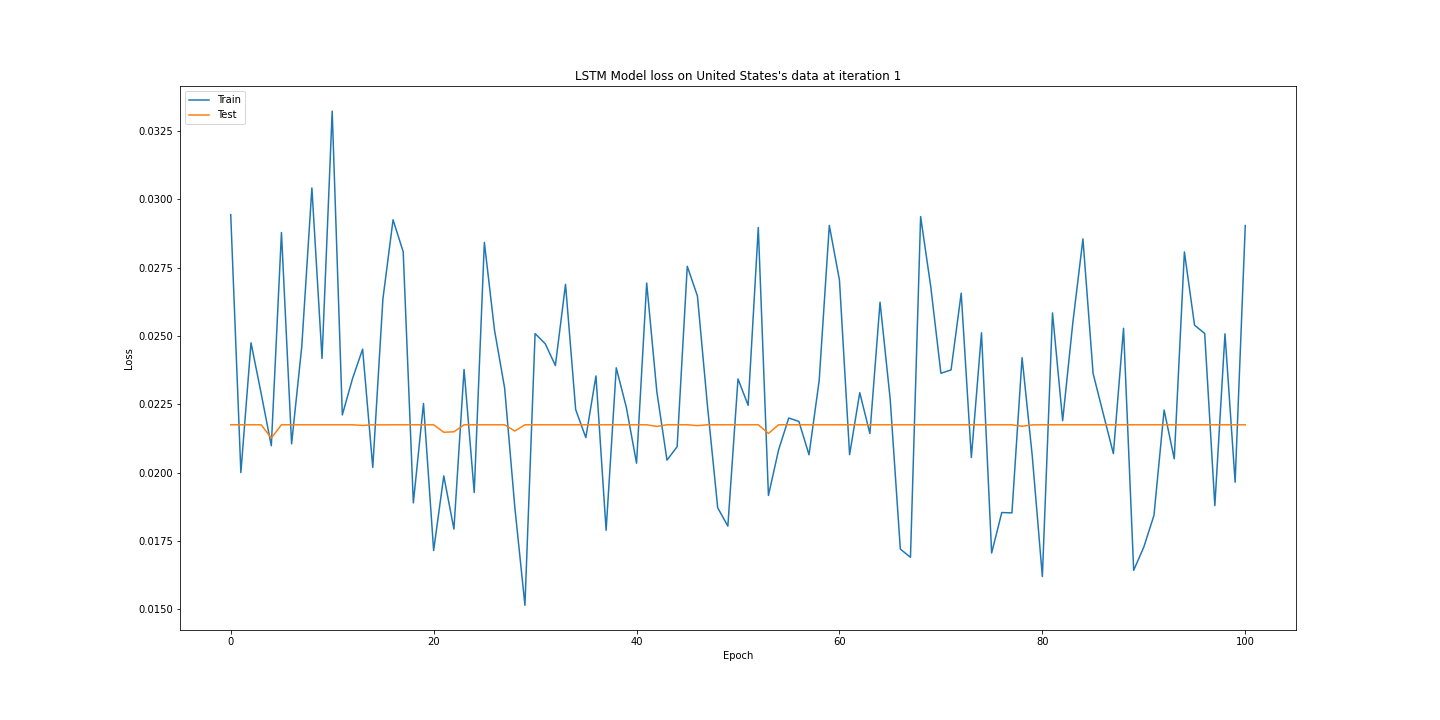 LSTM Model loss on United States's data at iteration 1
Train
Test
0.0325
0.0300
0.0275
0.0250
0.0225
0.0200
0.0175
0.0150
Loss
0 20 40 60 80 100
Epoch